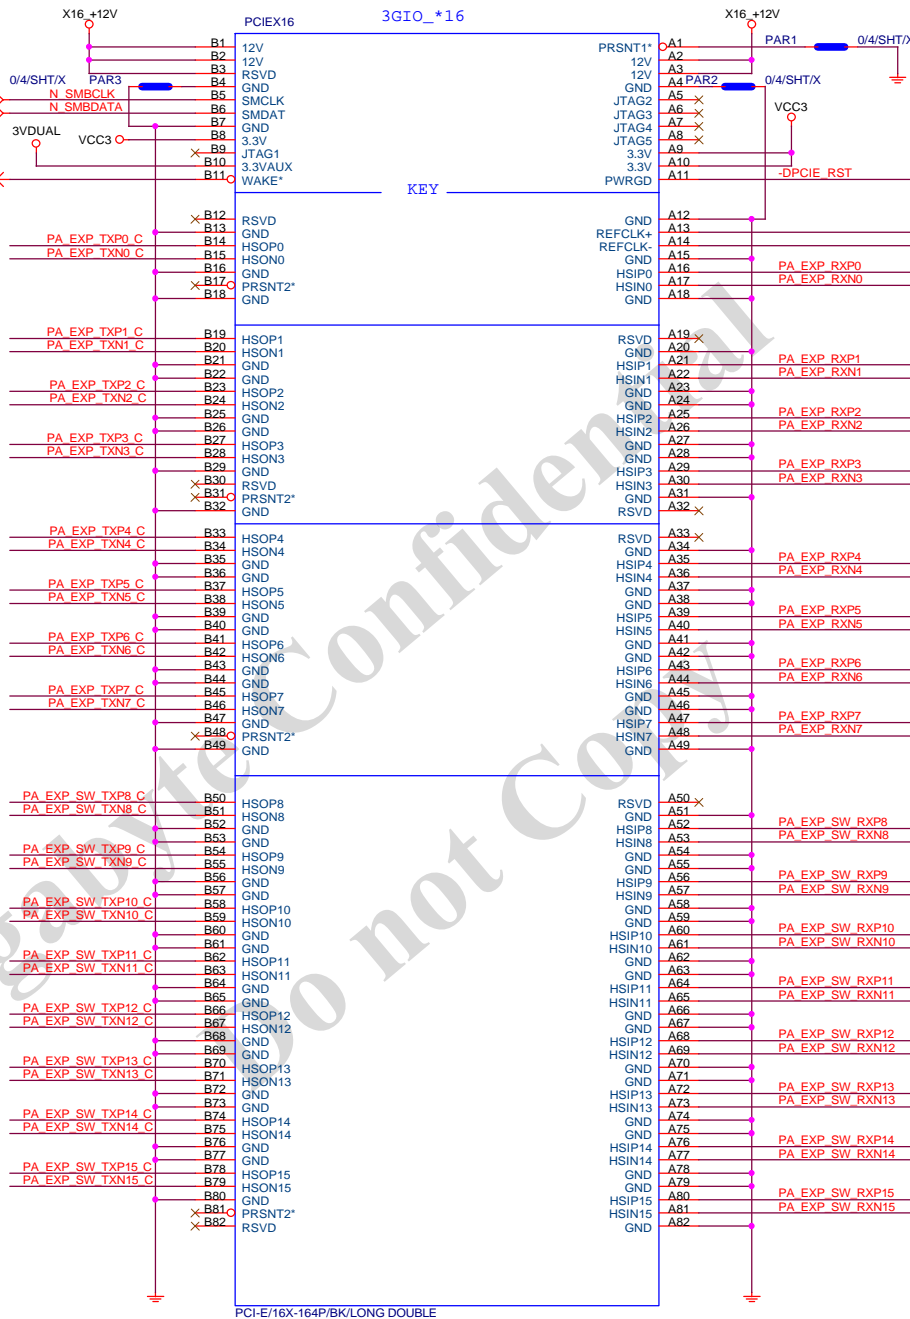 X16_+12V PCIEX16 3GIO_*16 X16_+12V
B1 12V PRSNT1* A1 PAR1 0/4/SHT/X
B2 12V 12V A2
B3 RSVD 12V A3
0/4/SHT/X PAR3 B4 GND GND A4 PAR2 0/4/SHT/X
N_SMBCLK B5 SMCLK JTAG2 A5
N_SMBDATA B6 SMDAT JTAG3 A6 VCC3
3VDUAL B7 GND JTAG4 A7
VCC3 B8 3.3V JTAG5 A8
B9 JTAG1 3.3V A9
B10 3.3VAUX 3.3V A10
B11 WAKE* PWRGD A11 -DPCIE_RST
KEY
B12 RSVD GND A12
B13 GND REFCLK+ A13
PA_EXP_TXP0_C B14 HSOP0 REFCLK- A14
PA_EXP_TXN0_C B15 HSON0 GND A15
B16 GND HSIP0 A16 PA_EXP_RXP0
B17 PRSNT2* HSIN0 A17 PA_EXP_RXN0
B18 GND GND A18
PA_EXP_TXP1_C B19 HSOP1 RSVD A19
PA_EXP_TXN1_C B20 HSON1 GND A20
B21 GND HSIP1 A21 PA_EXP_RXP1
B22 GND HSIN1 A22 PA_EXP_RXN1
PA_EXP_TXP2_C B23 HSOP2 GND A23
PA_EXP_TXN2_C B24 HSON2 GND A24
B25 GND HSIP2 A25 PA_EXP_RXP2
B26 GND HSIN2 A26 PA_EXP_RXN2
PA_EXP_TXP3_C B27 HSOP3 GND A27
PA_EXP_TXN3_C B28 HSON3 GND A28
B29 GND HSIP3 A29 PA_EXP_RXP3
B30 RSVD HSIN3 A30 PA_EXP_RXN3
B31 PRSNT2* GND A31
B32 GND RSVD A32
PA_EXP_TXP4_C B33 HSOP4 RSVD A33
PA_EXP_TXN4_C B34 HSON4 GND A34
B35 GND HSIP4 A35 PA_EXP_RXP4
B36 GND HSIN4 A36 PA_EXP_RXN4
PA_EXP_TXP5_C B37 HSOP5 GND A37
PA_EXP_TXN5_C B38 HSON5 GND A38
B39 GND HSIP5 A39 PA_EXP_RXP5
B40 GND HSIN5 A40 PA_EXP_RXN5
PA_EXP_TXP6_C B41 HSOP6 GND A41
PA_EXP_TXN6_C B42 HSON6 GND A42
B43 GND HSIP6 A43 PA_EXP_RXP6
B44 GND HSIN6 A44 PA_EXP_RXN6
PA_EXP_TXP7_C B45 HSOP7 GND A45
PA_EXP_TXN7_C B46 HSON7 GND A46
B47 GND HSIP7 A47 PA_EXP_RXP7
B48 PRSNT2* HSIN7 A48 PA_EXP_RXN7
B49 GND GND A49
PA_EXP_SW_TXP8_C B50 HSOP8 RSVD A50
PA_EXP_SW_TXN8_C B51 HSON8 GND A51
B52 GND HSIP8 A52 PA_EXP_SW_RXP8
B53 GND HSIN8 A53 PA_EXP_SW_RXN8
PA_EXP_SW_TXP9_C B54 HSOP9 GND A54
PA_EXP_SW_TXN9_C B55 HSON9 GND A55
B56 GND HSIP9 A56 PA_EXP_SW_RXP9
B57 GND HSIN9 A57 PA_EXP_SW_RXN9
PA_EXP_SW_TXP10_C B58 HSOP10 GND A58
PA_EXP_SW_TXN10_C B59 HSON10 GND A59
B60 GND HSIP10 A60 PA_EXP_SW_RXP10
B61 GND HSIN10 A61 PA_EXP_SW_RXN10
PA_EXP_SW_TXP11_C B62 HSOP11 GND A62
PA_EXP_SW_TXN11_C B63 HSON11 GND A63
B64 GND HSIP11 A64 PA_EXP_SW_RXP11
B65 GND HSIN11 A65 PA_EXP_SW_RXN11
PA_EXP_SW_TXP12_C B66 HSOP12 GND A66
PA_EXP_SW_TXN12_C B67 HSON12 GND A67
B68 GND HSIP12 A68 PA_EXP_SW_RXP12
B69 GND HSIN12 A69 PA_EXP_SW_RXN12
PA_EXP_SW_TXP13_C B70 HSOP13 GND A70
PA_EXP_SW_TXN13_C B71 HSON13 GND A71
B72 GND HSIP13 A72 PA_EXP_SW_RXP13
B73 GND HSIN13 A73 PA_EXP_SW_RXN13
PA_EXP_SW_TXP14_C B74 HSOP14 GND A74
PA_EXP_SW_TXN14_C B75 HSON14 GND A75
B76 GND HSIP14 A76 PA_EXP_SW_RXP14
B77 GND HSIN14 A77 PA_EXP_SW_RXN14
PA_EXP_SW_TXP15_C B78 HSOP15 GND A78
PA_EXP_SW_TXN15_C B79 HSON15 GND A79
B80 GND HSIP15 A80 PA_EXP_SW_RXP15
B81 PRSNT2* HSIN15 A81 PA_EXP_SW_RXN15
B82 RSVD GND A82
PCI-E/16X-164P/BK/LONG DOUBLE
gabyte Confidential
Do not Copy